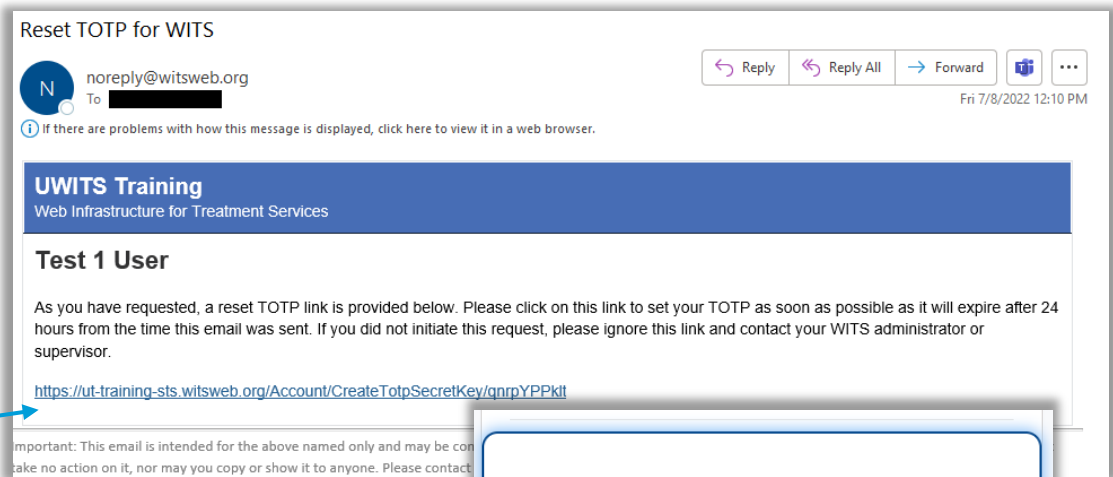 Reset TOTP for WITS
N
noreply@witsweb.org
To
Reply
Reply All
Forward
Fri 7/8/2022 12:10 PM
If there are problems with how this message is displayed, click here to view it in a web browser.
UWITS Training
Web Infrastructure for Treatment Services
Test 1 User
As you have requested, a reset TOTP link is provided below. Please click on this link to set your TOTP as soon as possible as it will expire after 24
hours from the time this email was sent. If you did not initiate this request, please ignore this link and contact your WITS administrator or
supervisor.
https://ut-training-sts.witsweb.org/Account/CreateTotpSecretKey/qnrpYPPklt
mportant: This email is intended for the above named only and may be con
take no action on it, nor may you copy or show it to anyone. Please contact